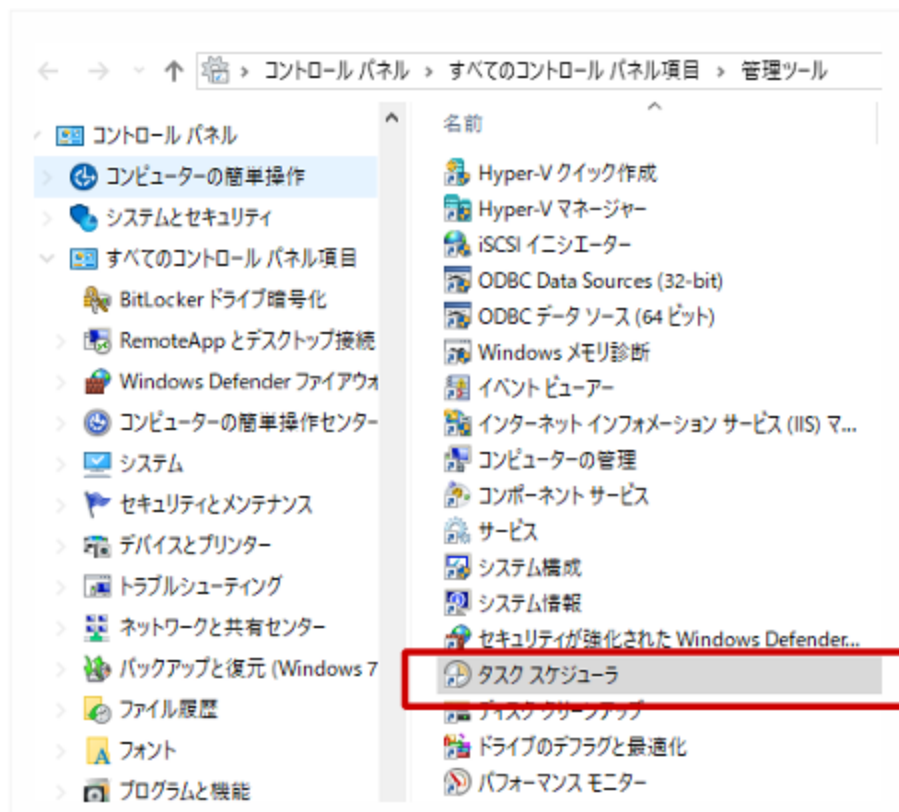 コントロール パネル › すべてのコントロール パネル項目 › 管理ツール
コントロール パネル
コンピューターの簡単操作
システムとセキュリティ
すべてのコントロール パネル項目
BitLocker ドライブ暗号化
RemoteApp とデスクトップ接続
Windows Defender ファイアウォ
コンピューターの簡単操作センター
システム
セキュリティとメンテナンス
デバイスとプリンター
トラブルシューティング
ネットワークと共有センター
バックアップと復元 (Windows 7
ファイル履歴
フォント
プログラムと機能
名前
Hyper-V クイック作成
Hyper-V マネージャー
iSCSI イニシエーター
ODBC Data Sources (32-bit)
ODBC データ ソース (64 ビット)
Windows メモリ診断
イベント ビューアー
インターネット インフォメーション サービス (IIS) マ...
コンピューターの管理
コンポーネント サービス
サービス
システム構成
システム情報
セキュリティが強化された Windows Defender...
タスク スケジューラ
ディスク クリーンアップ
ドライブのデフラグと最適化
パフォーマンス モニター